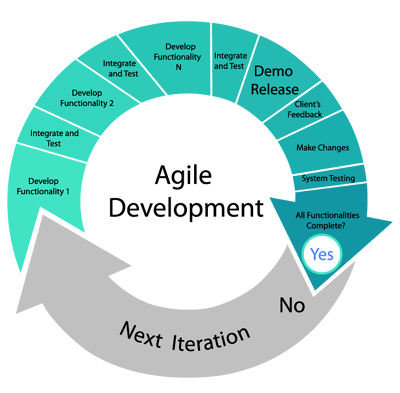 Agile
Development
Develop
Functionality 1
Integrate and
Test
Develop
Functionality 2
Integrate
and Test
Develop
Functionality
N
Integrate
and Test
Demo
Release
Client's
Feedback
Make Changes
System Testing
All Functionalities
Complete?
Yes
No
Next Iteration